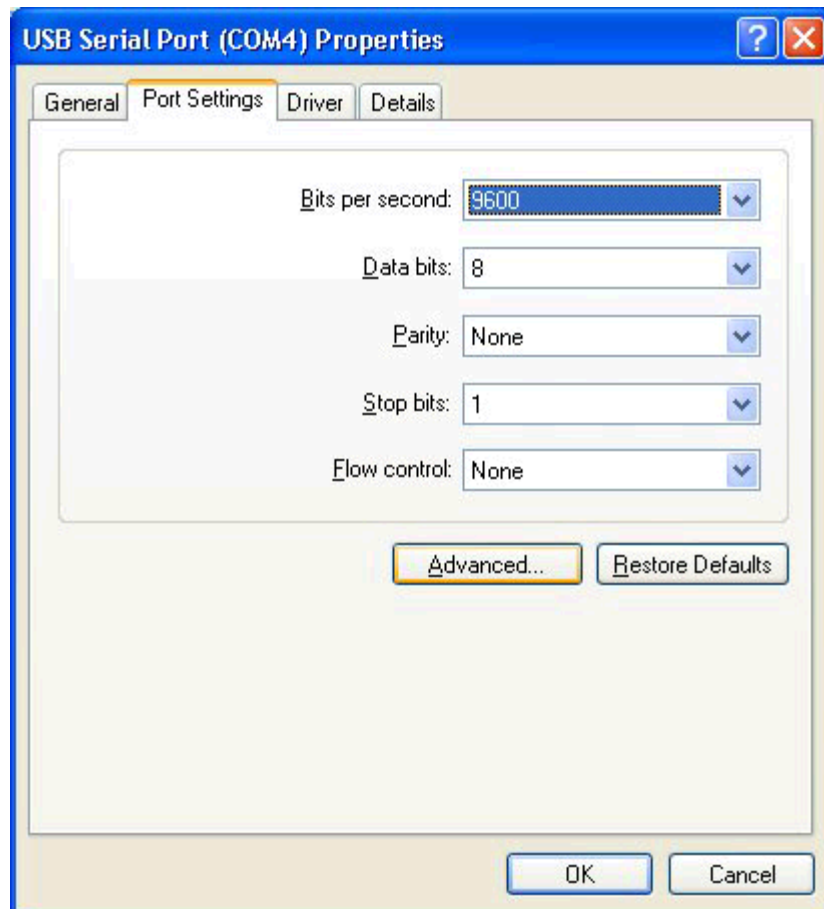 USB Serial Port (COM4) Properties
General Port Settings Driver Details
Bits per second: 9600
Data bits: 8
Parity: None
Stop bits: 1
Flow control: None
Advanced... Restore Defaults
OK Cancel